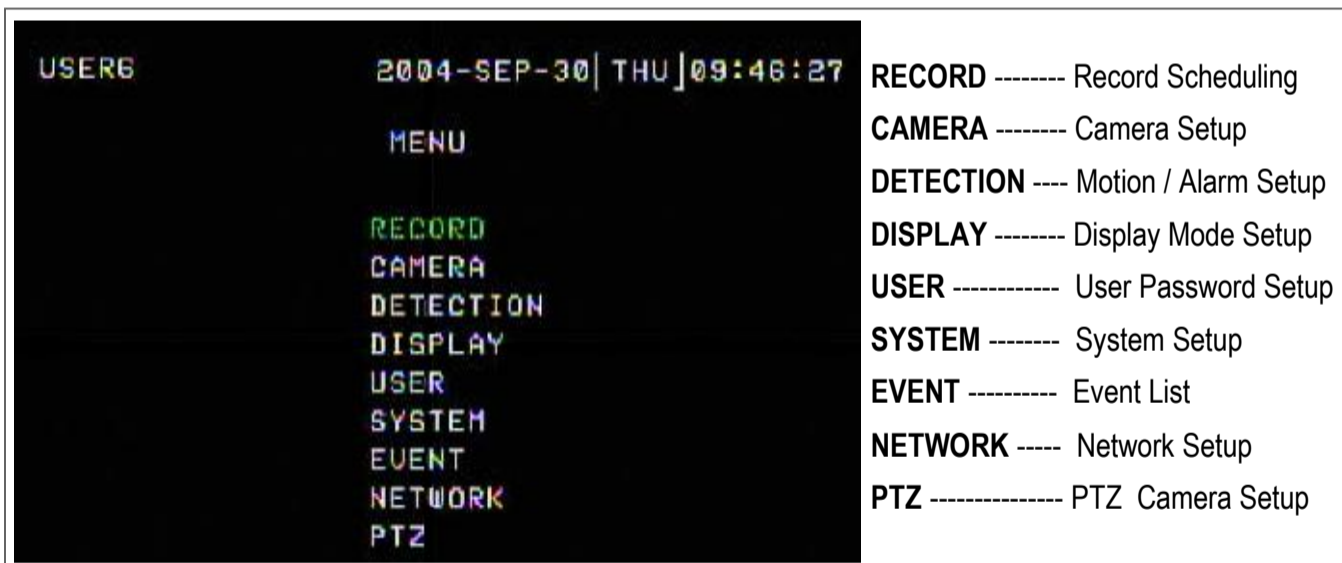 USER6 2004-SEP-30| THU ⌋09:46:27
MENU
RECORD
CAMERA
DETECTION
DISPLAY
USER
SYSTEM
EVENT
NETWORK
PTZ
RECORD -------- Record Scheduling
CAMERA -------- Camera Setup
DETECTION ---- Motion / Alarm Setup
DISPLAY -------- Display Mode Setup
USER ------------ User Password Setup
SYSTEM -------- System Setup
EVENT ---------- Event List
NETWORK ----- Network Setup
PTZ --------------- PTZ Camera Setup